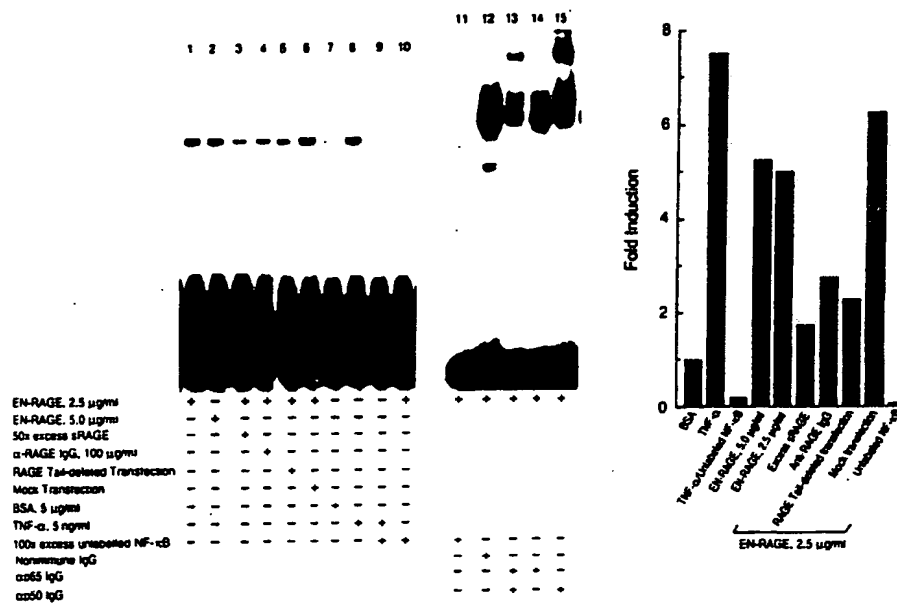 1 2 3 4 5 6 7 8 9 10
11 12 13 14 15
EN-RAGE, 2.5 µg/ml + - + + + + - - - + + + + + +
EN-RAGE, 5.0 µg/ml
50x excess sRAGE
α-RAGE IgG, 100 µg/ml
RAGE Tail-deleted Transfection
Mock Transfection
BSA, 5 µg/ml
TNF-α, 5 ng/ml
100x excess unlabelled NF-κB
Nonimmune IgG
αp65 IgG
αp50 IgG
8
6
4
2
0
Fold Induction
BSA
TNF-α
TNF-α/Unlabelled NF-κB
EN-RAGE, 5.0 µg/ml
EN-RAGE, 2.5 µg/ml
Excess sRAGE
Anti RAGE IgG
RAGE Tail-deleted transfection
Mock transfection
Unlabelled NF-κB
EN-RAGE, 2.5 µg/ml